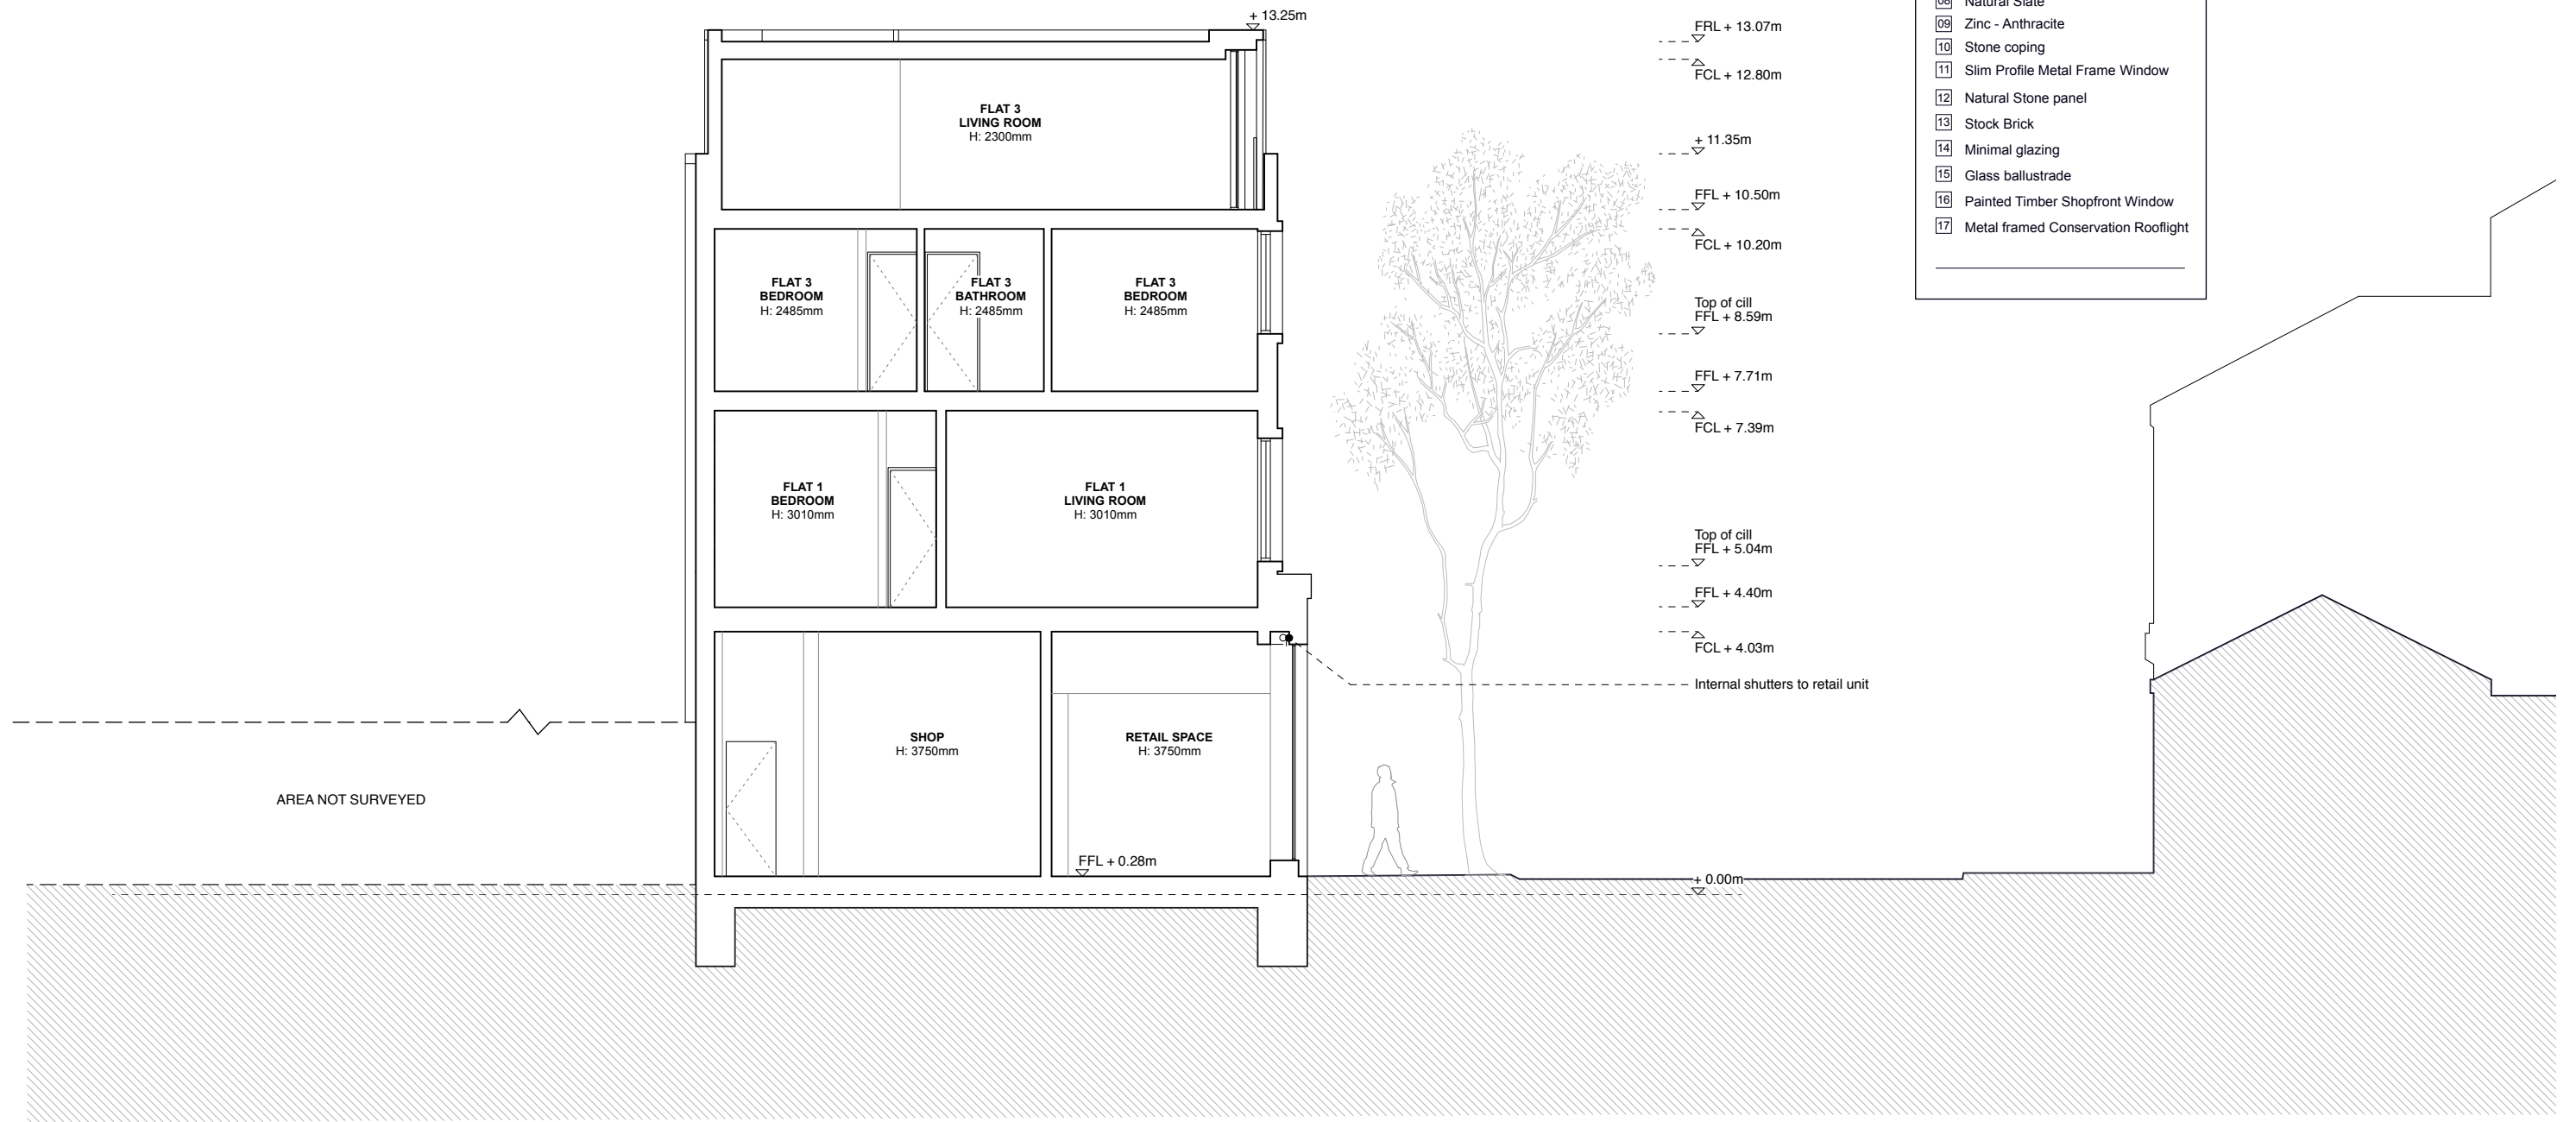 + 13.25m
FRL + 13.07m
FCL + 12.80m
+ 11.35m
FFL + 10.50m
FCL + 10.20m
Top of cill
FFL + 8.59m
FFL + 7.71m
FCL + 7.39m
Top of cill
FFL + 5.04m
FFL + 4.40m
FCL + 4.03m
Internal shutters to retail unit
+ 0.00m
08 Natural Slate
09 Zinc - Anthracite
10 Stone coping
11 Slim Profile Metal Frame Window
12 Natural Stone panel
13 Stock Brick
14 Minimal glazing
15 Glass ballustrade
16 Painted Timber Shopfront Window
17 Metal framed Conservation Rooflight
FLAT 3
LIVING ROOM
H: 2300mm
FLAT 3
BEDROOM
H: 2485mm
FLAT 3
BATHROOM
H: 2485mm
FLAT 3
BEDROOM
H: 2485mm
FLAT 1
BEDROOM
H: 3010mm
FLAT 1
LIVING ROOM
H: 3010mm
SHOP
H: 3750mm
RETAIL SPACE
H: 3750mm
FFL + 0.28m
AREA NOT SURVEYED